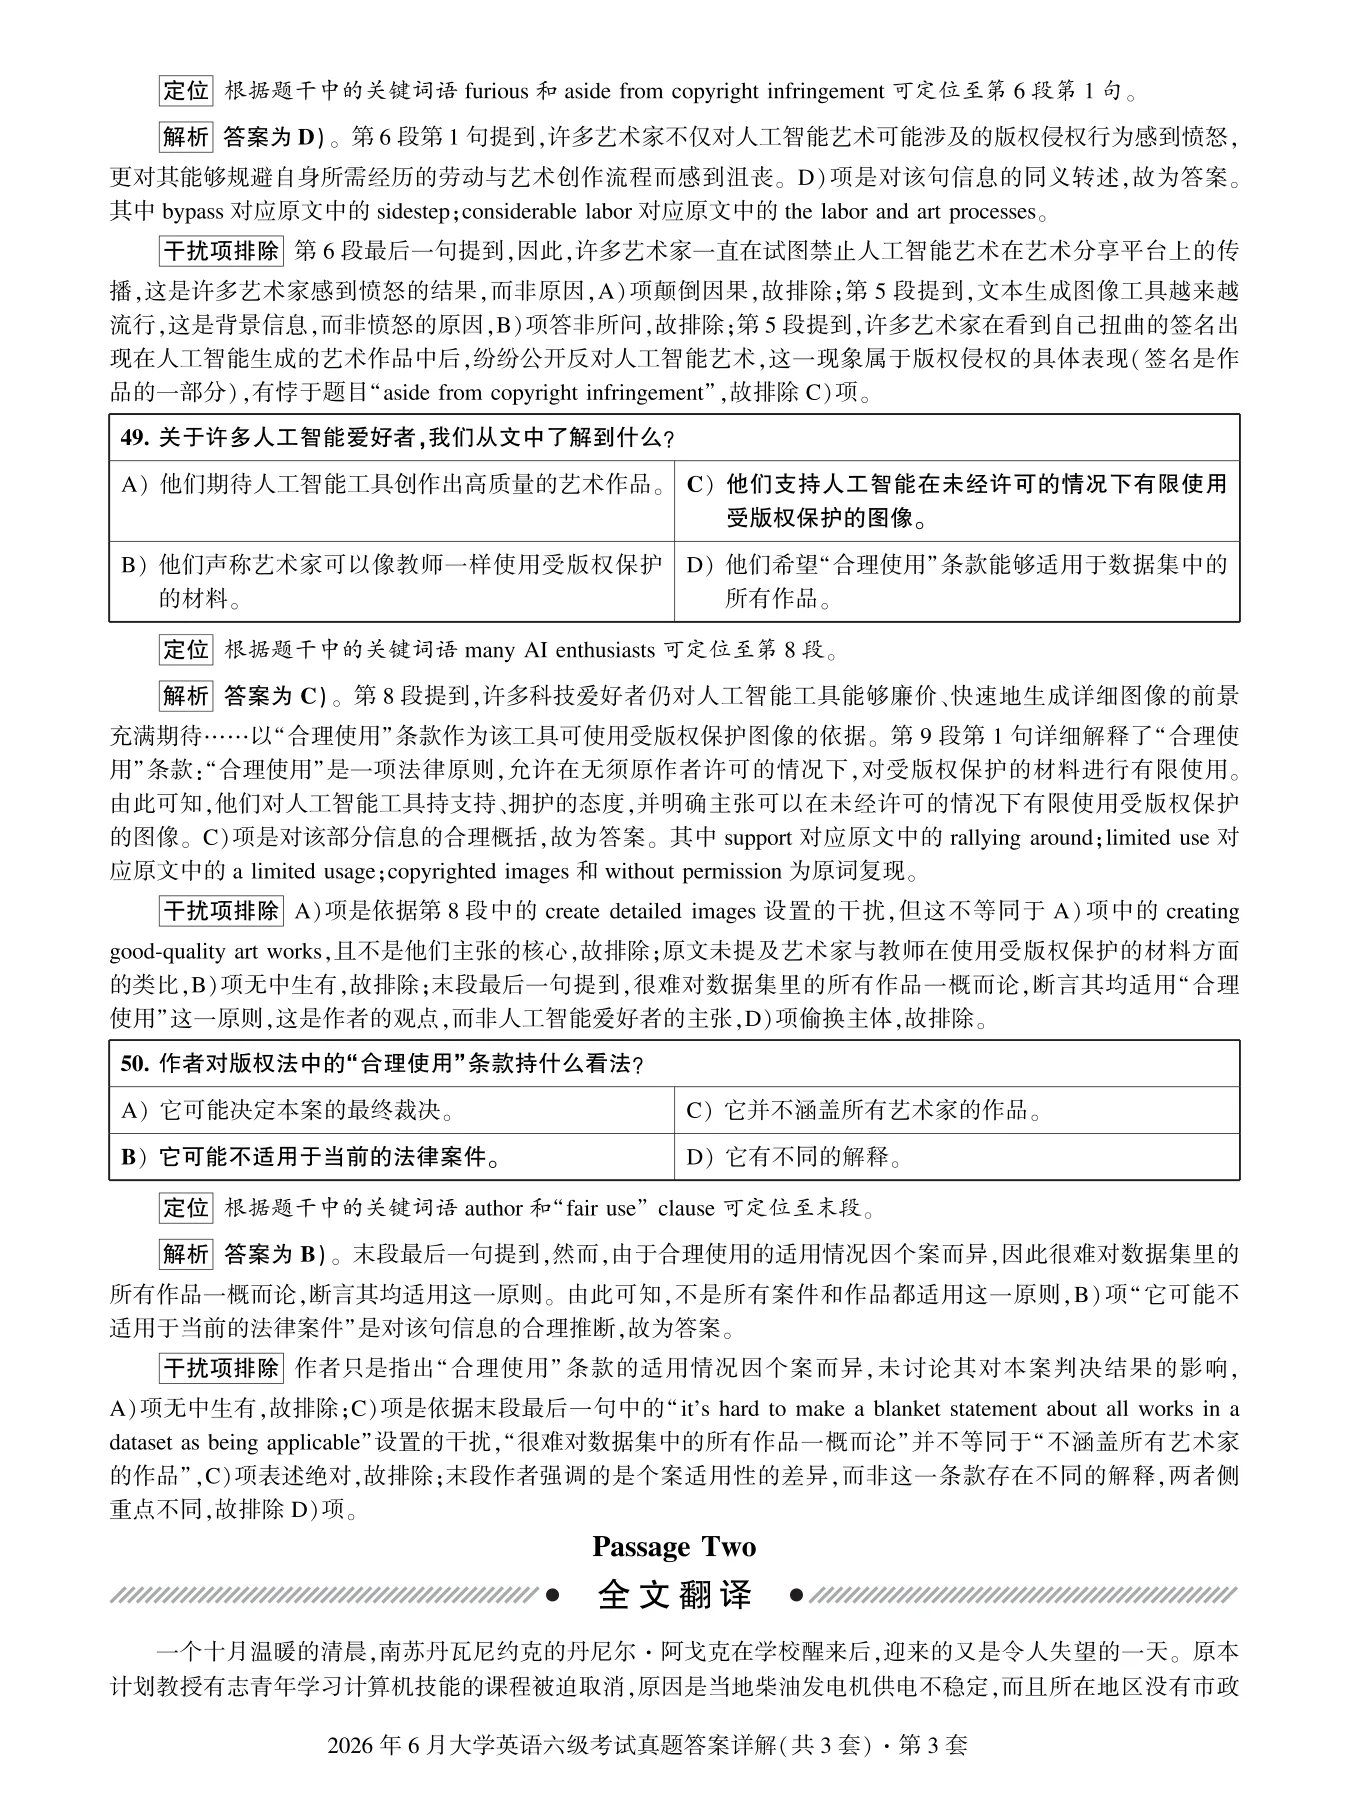 定位 根据题干中的关键词语 furious 和 aside from copyright infringement 可定位至第 6 段第 1 句。
解析 答案为 D)。第 6 段第 1 句提到,许多艺术家不仅对人工智能艺术可能涉及的版权侵权行为感到愤怒,
更对其能够规避自身所需经历的劳动与艺术创作流程而感到沮丧。D)项是对该句信息的同义转述,故为答案。
其中 bypass 对应原文中的 sidestep;considerable labor 对应原文中的 the labor and art processes。
干扰项排除 第 6 段最后一句提到,因此,许多艺术家一直在试图禁止人工智能艺术在艺术分享平台上的传
播,这是许多艺术家感到愤怒的结果,而非原因,A)项颠倒因果,故排除;第 5 段提到,文本生成图像工具越来越
流行,这是背景信息,而非愤怒的原因,B)项答非所问,故排除;第 5 段提到,许多艺术家在看到自己扭曲的签名出
现在人工智能生成的艺术作品中后,纷纷公开反对人工智能艺术,这一现象属于版权侵权的具体表现(签名是作
品的一部分),有悖于题目“aside from copyright infringement”,故排除 C)项。
49. 关于许多人工智能爱好者,我们从文中了解到什么?
A) 他们期待人工智能工具创作出高质量的艺术作品。
C) 他们支持人工智能在未经许可的情况下有限使用
受版权保护的图像。
B) 他们声称艺术家可以像教师一样使用受版权保护
的材料。
D) 他们希望“合理使用”条款能够适用于数据集中的
所有作品。
定位 根据题干中的关键词语 many AI enthusiasts 可定位至第 8 段。
解析 答案为 C)。第 8 段提到,许多科技爱好者仍对人工智能工具能够廉价、快速地生成详细图像的前景
充满期待……以“合理使用”条款作为该工具可使用受版权保护图像的依据。第 9 段第 1 句详细解释了“合理使
用”条款:“合理使用”是一项法律原则,允许在无须原作者许可的情况下,对受版权保护的材料进行有限使用。
由此可知,他们对人工智能工具持支持、拥护的态度,并明确主张可以在未经许可的情况下有限使用受版权保护
的图像。C)项是对该部分信息的合理概括,故为答案。其中 support 对应原文中的 rallying around;limited use 对
应原文中的 a limited usage;copyrighted images 和 without permission 为原词复现。
干扰项排除 A)项是依据第 8 段中的 create detailed images 设置的干扰,但这不等同于 A)项中的 creating
good-quality art works,且不是他们主张的核心,故排除;原文未提及艺术家与教师在使用受版权保护的材料方面
的类比,B)项无中生有,故排除;末段最后一句提到,很难对数据集里的所有作品一概而论,断言其均适用“合理
使用”这一原则,这是作者的观点,而非人工智能爱好者的主张,D)项偷换主体,故排除。
50. 作者对版权法中的“合理使用”条款持什么看法?
A) 它可能决定本案的最终裁决。
C) 它并不涵盖所有艺术家的作品。
B) 它可能不适用于当前的法律案件。
D) 它有不同的解释。
定位 根据题干中的关键词语 author 和“fair use” clause 可定位至末段。
解析 答案为 B)。末段最后一句提到,然而,由于合理使用的适用情况因个案而异,因此很难对数据集里的
所有作品一概而论,断言其均适用这一原则。由此可知,不是所有案件和作品都适用这一原则,B)项“它可能不
适用于当前的法律案件”是对该句信息的合理推断,故为答案。
干扰项排除 作者只是指出“合理使用”条款的适用情况因个案而异,未讨论其对本案判决结果的影响,
A)项无中生有,故排除;C)项是依据末段最后一句中的“it’s hard to make a blanket statement about all works in a
dataset as being applicable”设置的干扰,“很难对数据集中的所有作品一概而论”并不等同于“不涵盖所有艺术家
的作品”,C)项表述绝对,故排除;末段作者强调的是个案适用性的差异,而非这一条款存在不同的解释,两者侧
重点不同,故排除 D)项。
Passage Two
全文翻译
一个十月温暖的清晨,南苏丹瓦尼约克的丹尼尔·阿戈克在学校醒来后,迎来的又是令人失望的一天。原本
计划教授有志青年学习计算机技能的课程被迫取消,原因是当地柴油发电机供电不稳定,而且所在地区没有市政
2026 年 6 月大学英语六级考试真题答案详解(共 3 套)·第 3 套